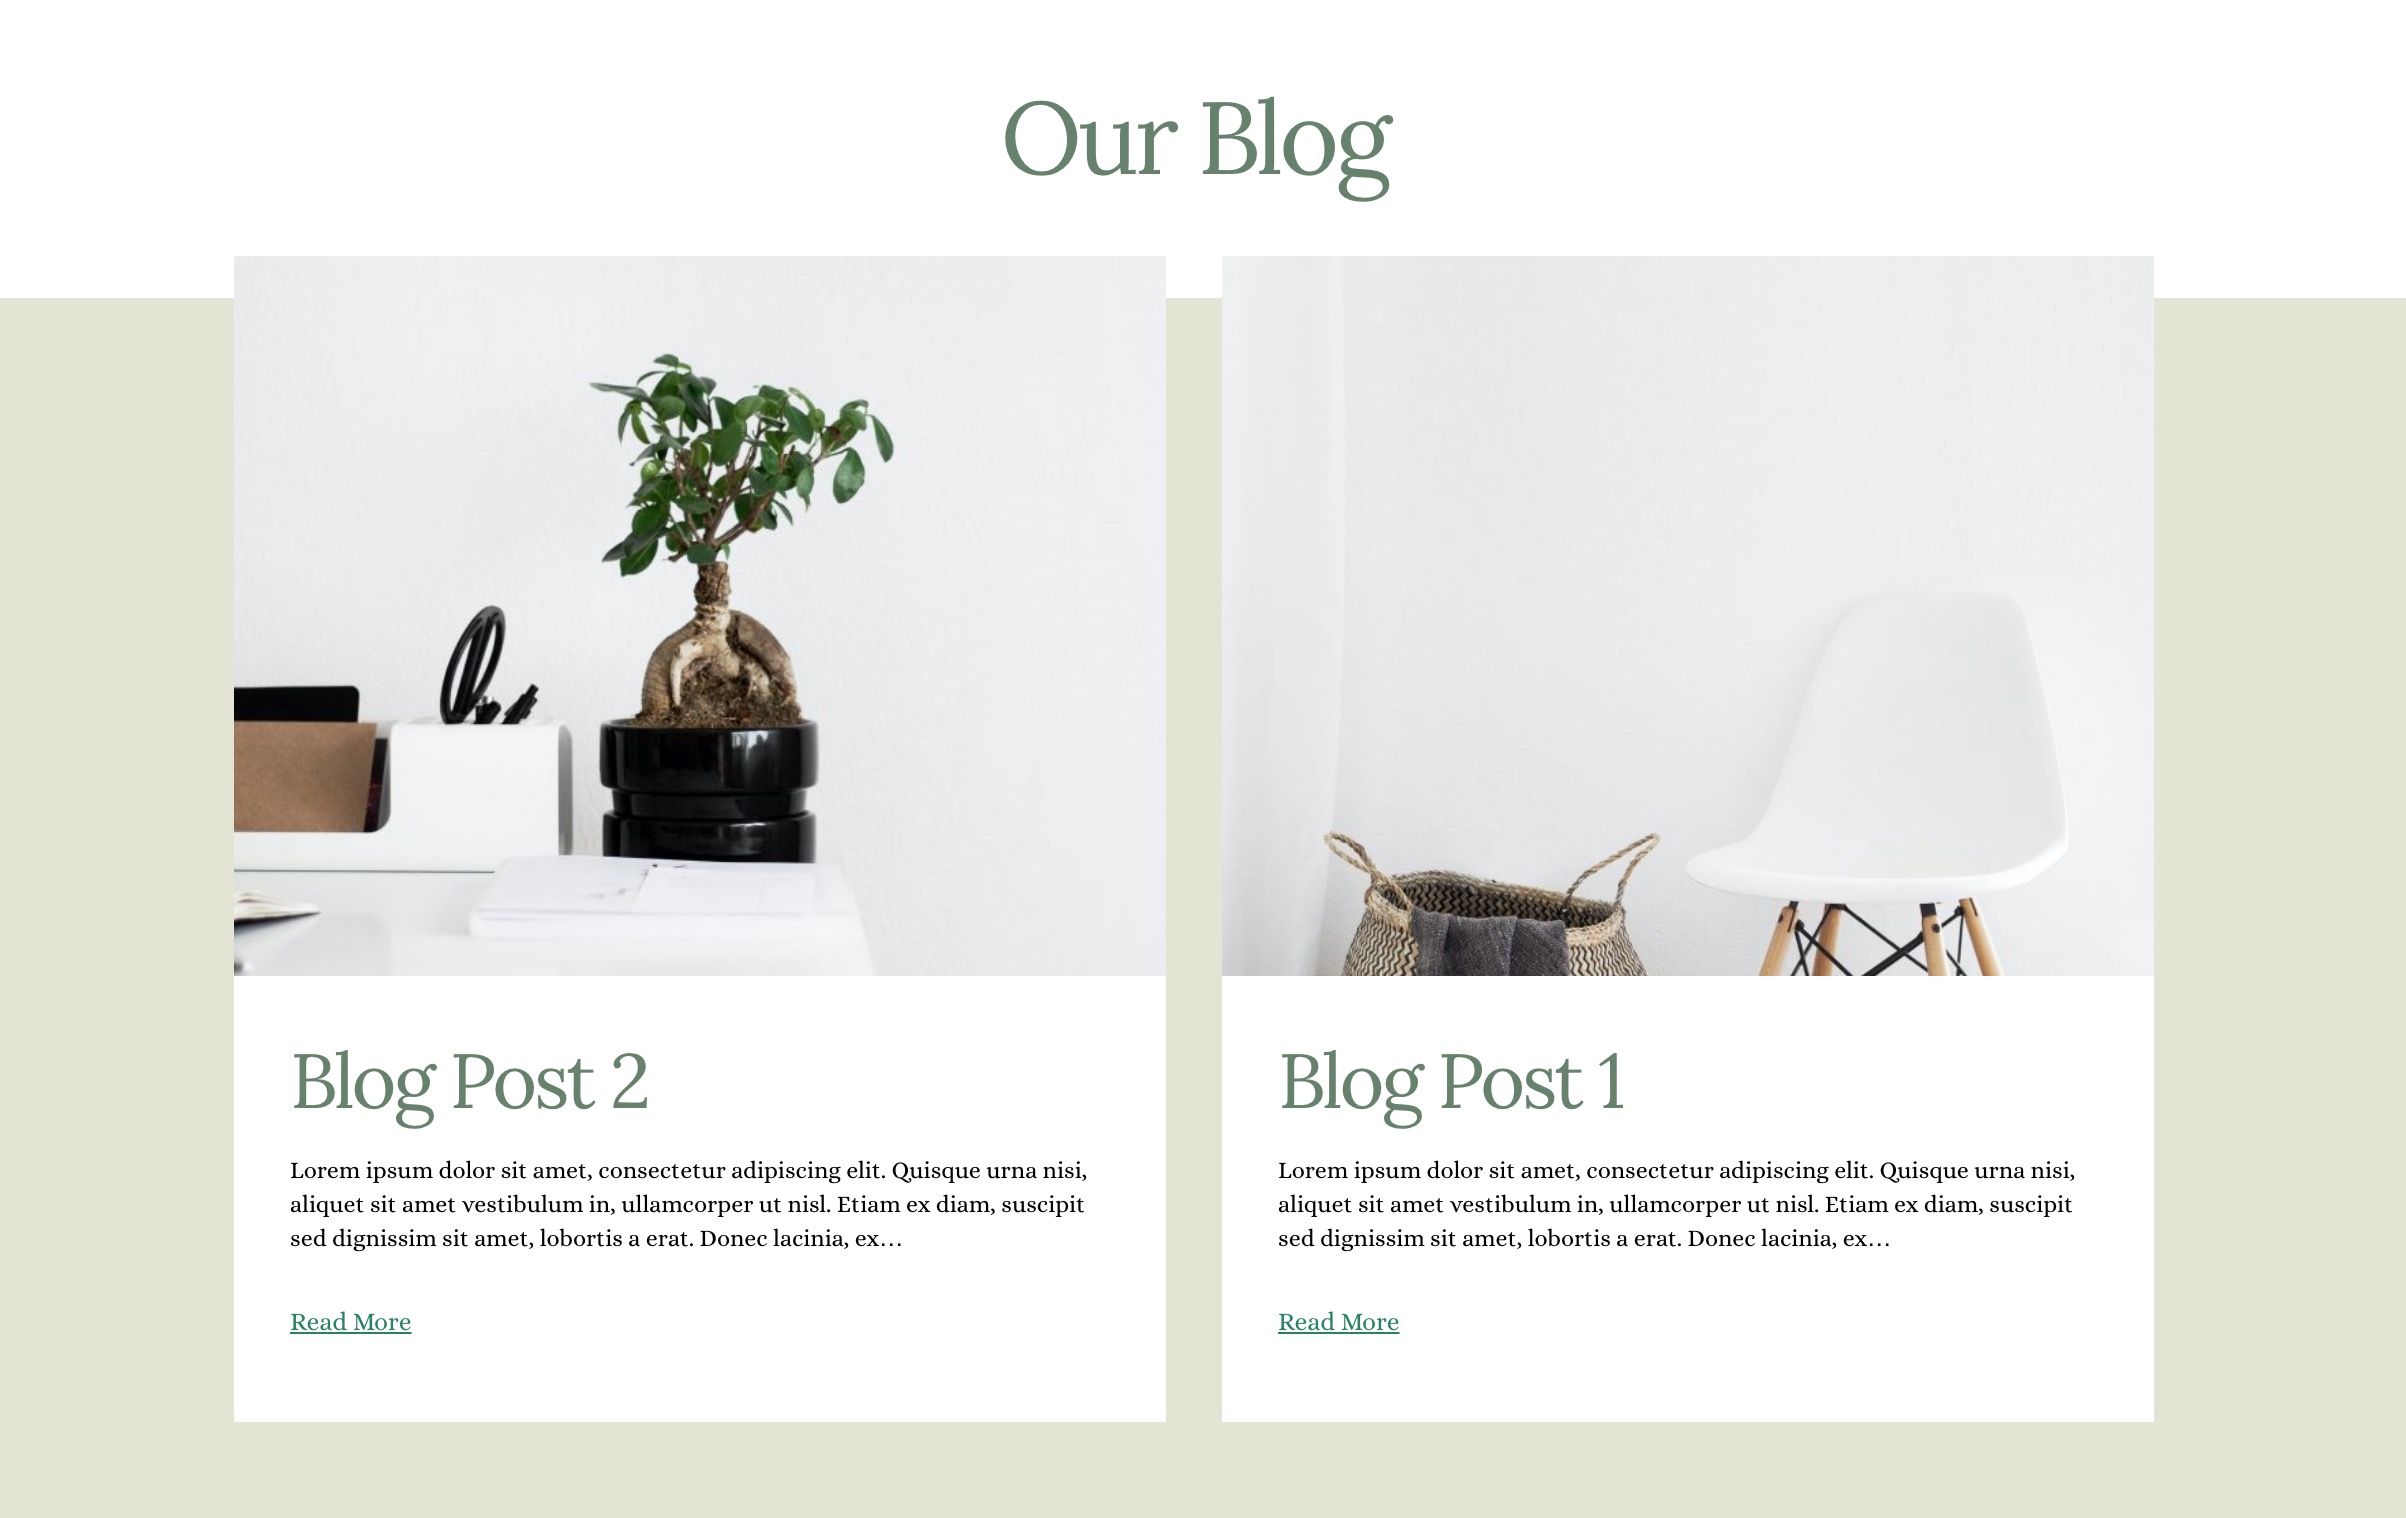 Our Blog
Blog Post 2
Lorem ipsum dolor sit amet, consectetur adipiscing elit. Quisque urna nisi,
aliquet sit amet vestibulum in, ullamcorper ut nisl. Etiam ex diam, suscipit
sed dignissim sit amet, lobortis a erat. Donec lacinia, ex…
Read More
Blog Post 1
Lorem ipsum dolor sit amet, consectetur adipiscing elit. Quisque urna nisi,
aliquet sit amet vestibulum in, ullamcorper ut nisl. Etiam ex diam, suscipit
sed dignissim sit amet, lobortis a erat. Donec lacinia, ex…
Read More